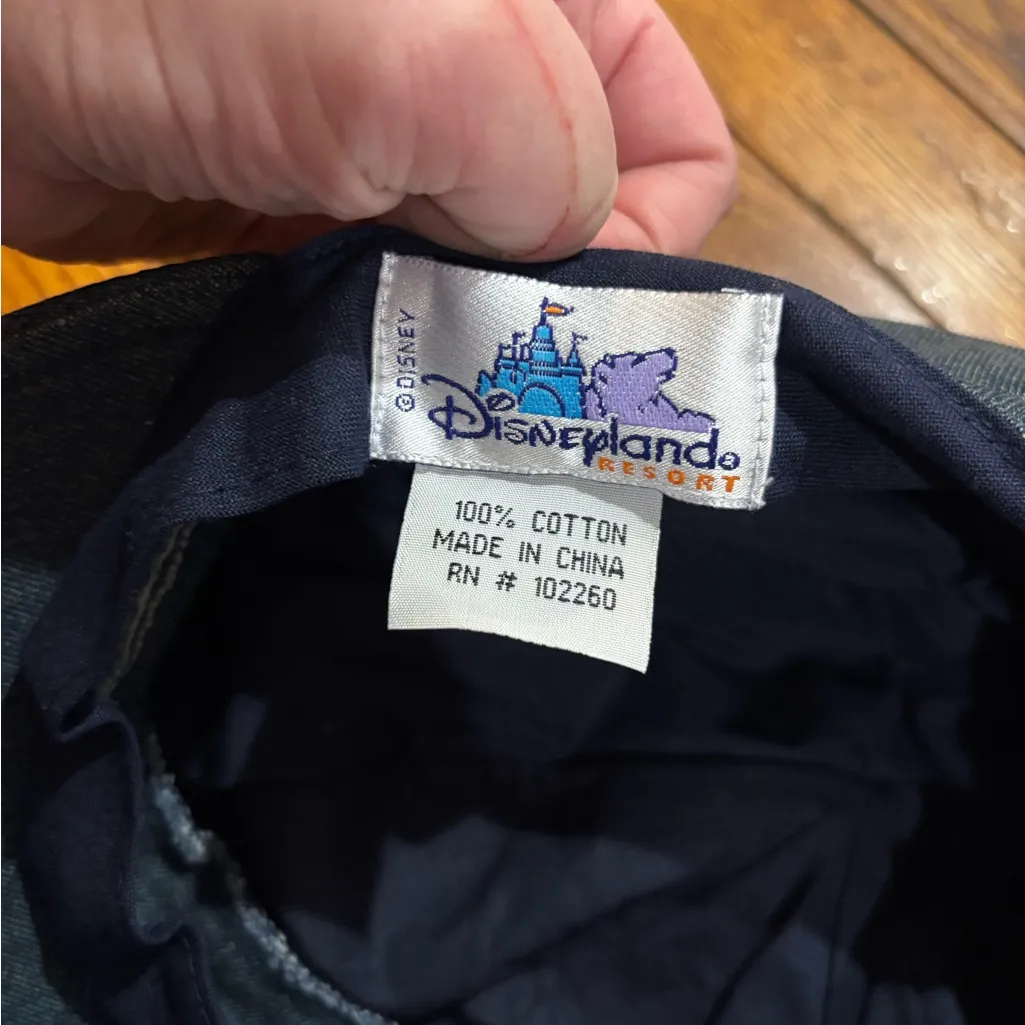 ©DISNEY
Disneyland®
RESORT
100% COTTON
MADE IN CHINA
RN # 102260